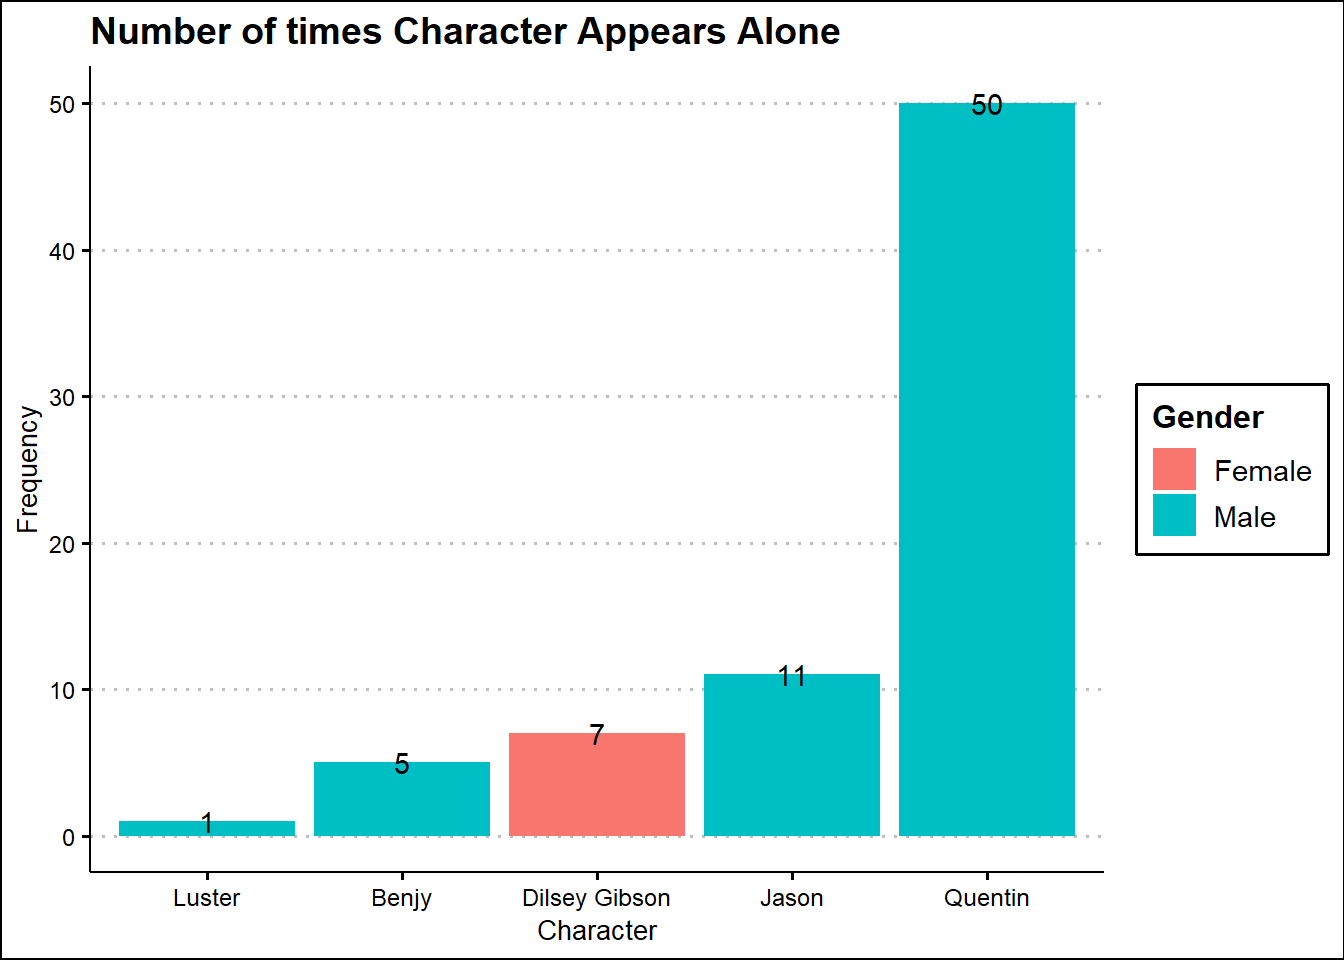 Number of times Character Appears Alone
Frequency
50
40
30
20
10
0
1
5
7
11
50
Luster
Benjy
Dilsey Gibson
Jason
Quentin
Character
Gender
Female
Male